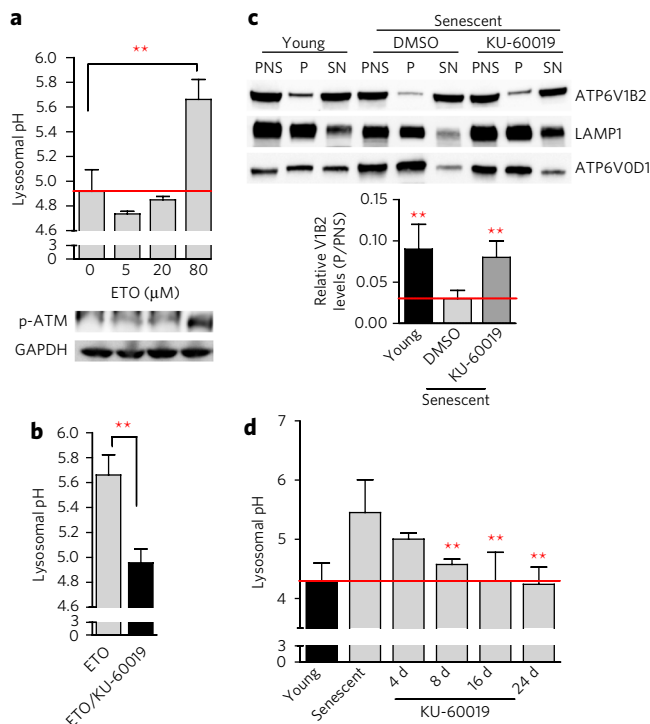 a
**
Lysosomal pH
6.0
5.8
5.6
5.4
5.2
5.0
4.8
4.6
3
0
0 5 20 80
ETO (μM)
p-ATM
GAPDH
c
Senescent
Young DMSO KU-60019
PNS P SN PNS P SN PNS P SN
ATP6V1B2
LAMP1
ATP6V0D1
Relative V1B2
levels (P/PNS)
0.15
0.10
0.05
0.00
**
**
Young
DMSO
KU-60019
Senescent
b
**
Lysosomal pH
6.0
5.8
5.6
5.4
5.2
5.0
4.8
4.6
3
0
ETO
ETO/KU-60019
d
Lysosomal pH
7
6
5
4
3
0
**
**
**
Young
Senescent
4 d
8 d
16 d
24 d
KU-60019